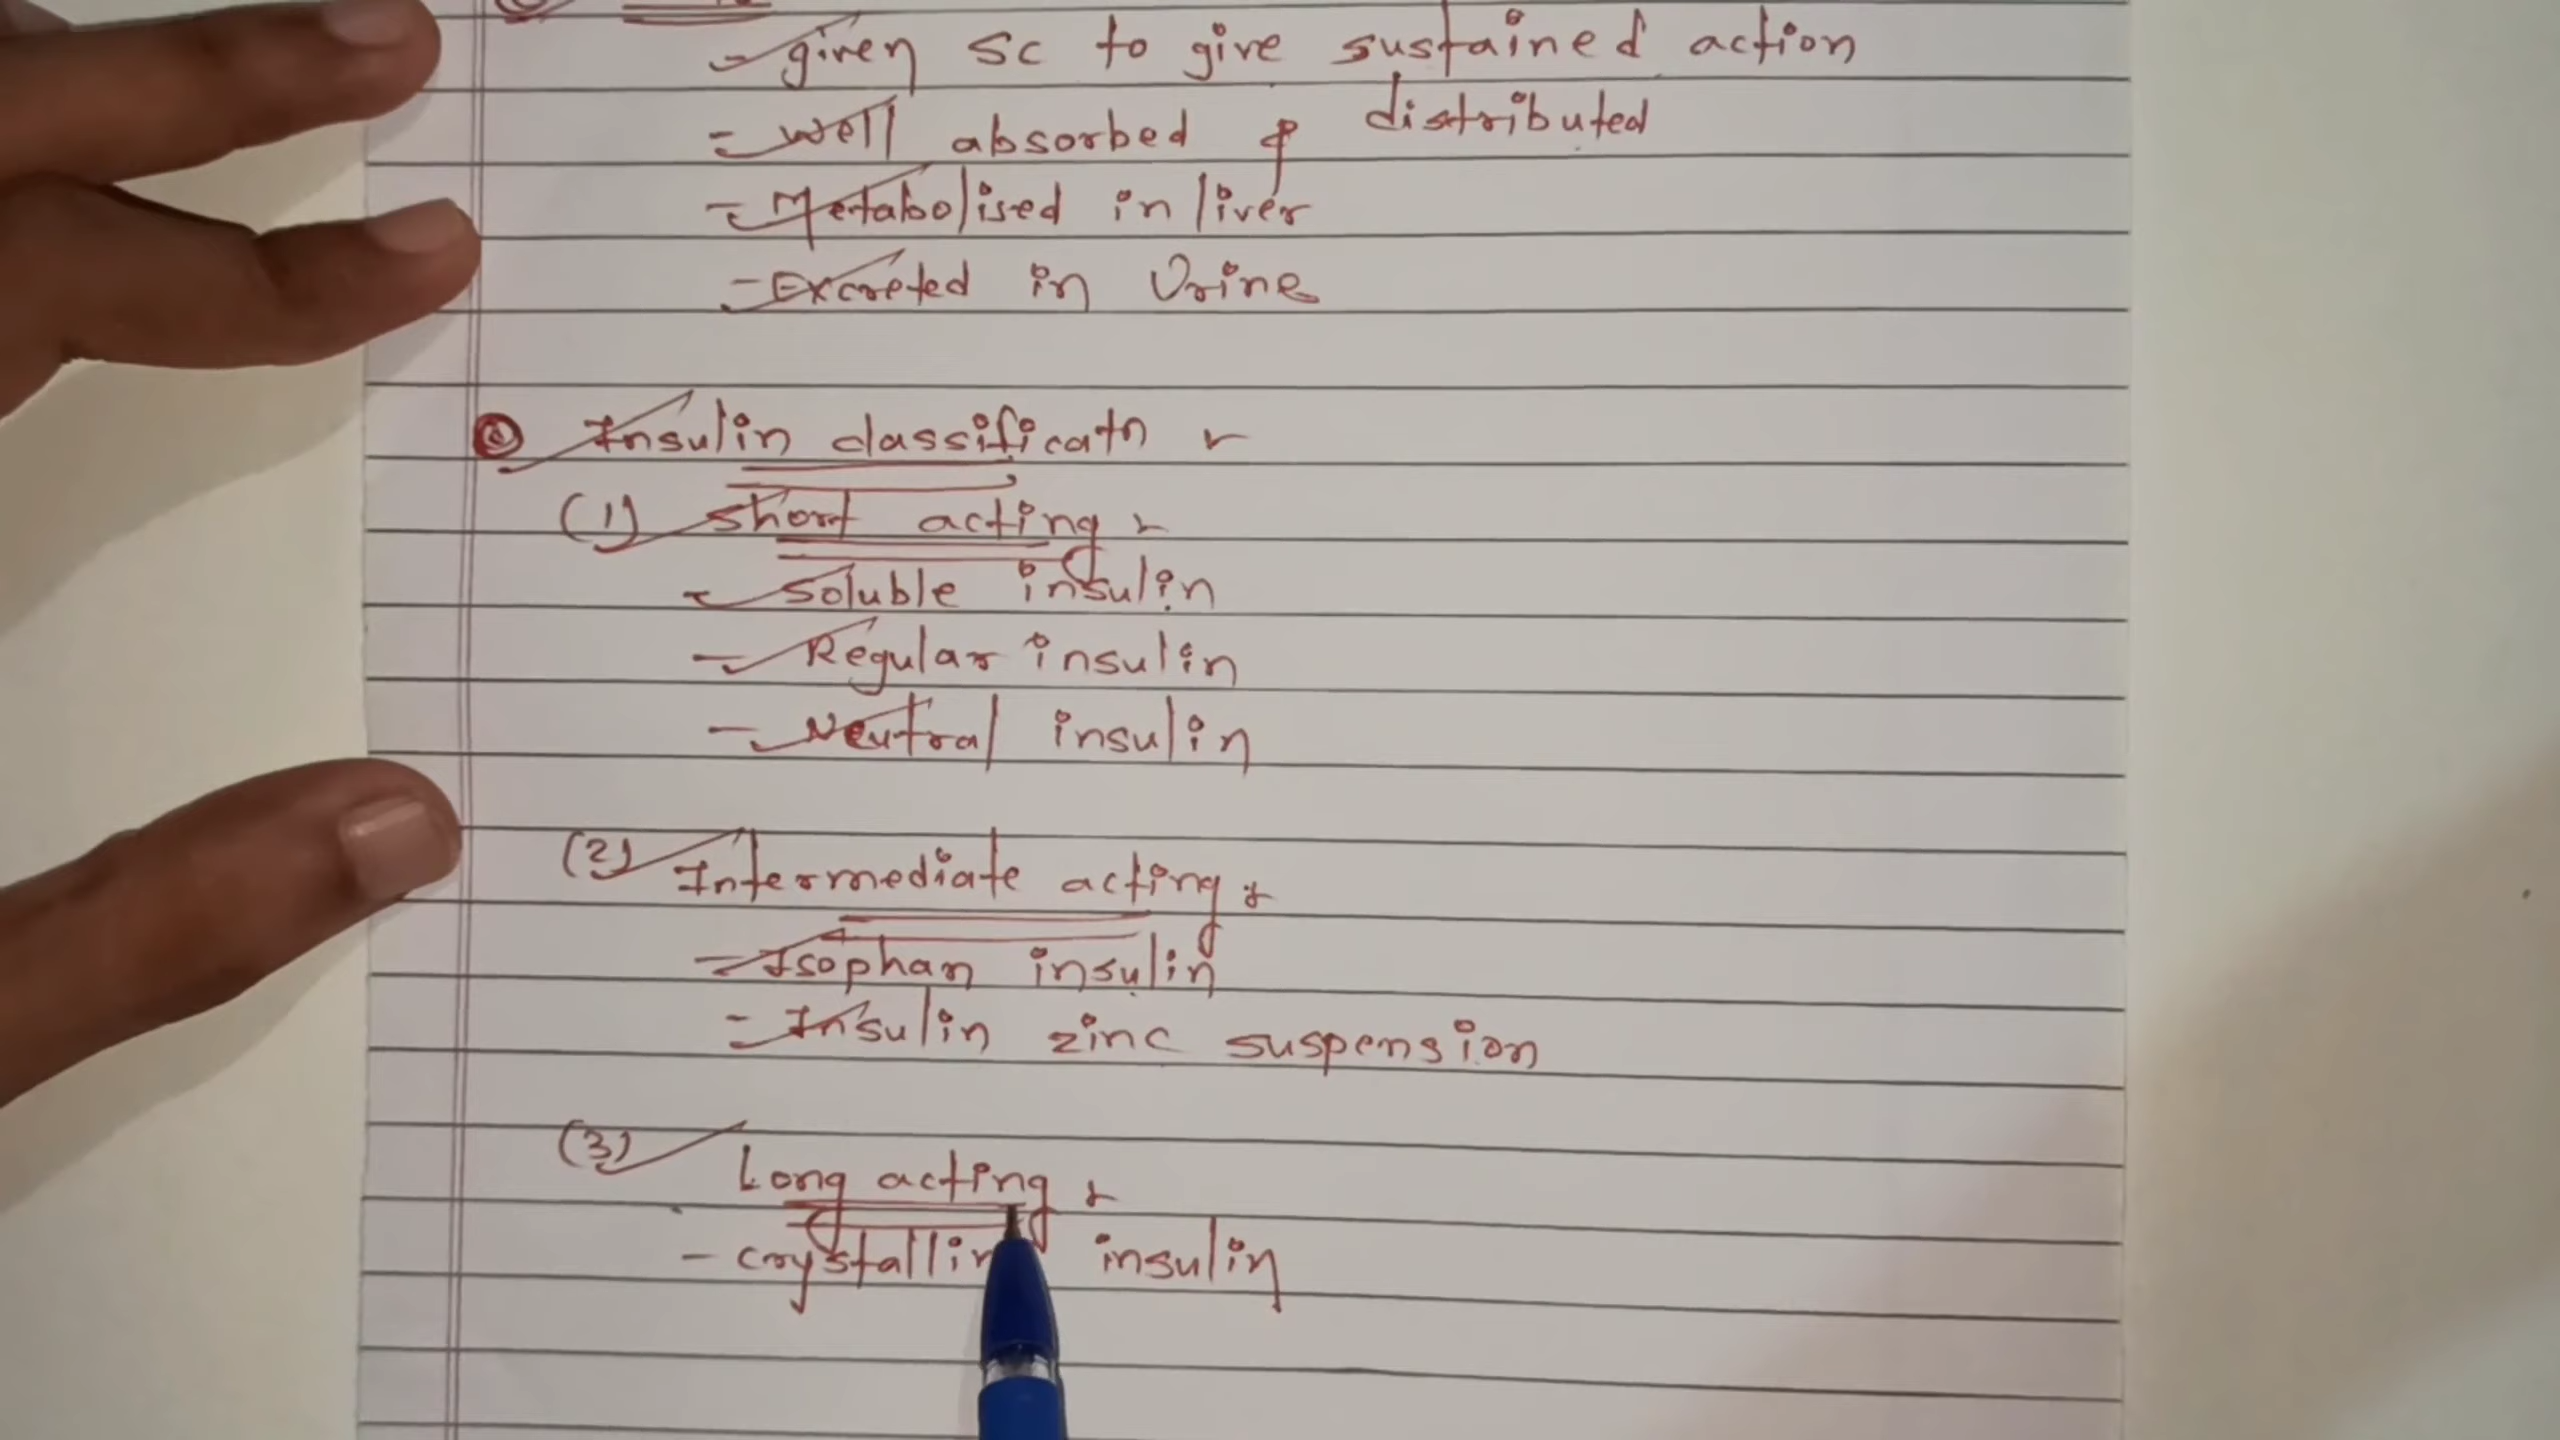 - given sc to give sustained action
- well absorbed & distributed
- Metabolised in liver
- Excreted in Urine
Insulin classificatn
(1) short acting
- soluble insulin
- Regular insulin
- Neutral insulin
(2) Intermediate acting
- Isophan insulin
- Insulin zinc suspension
(3) Long acting
- crystallin insulin